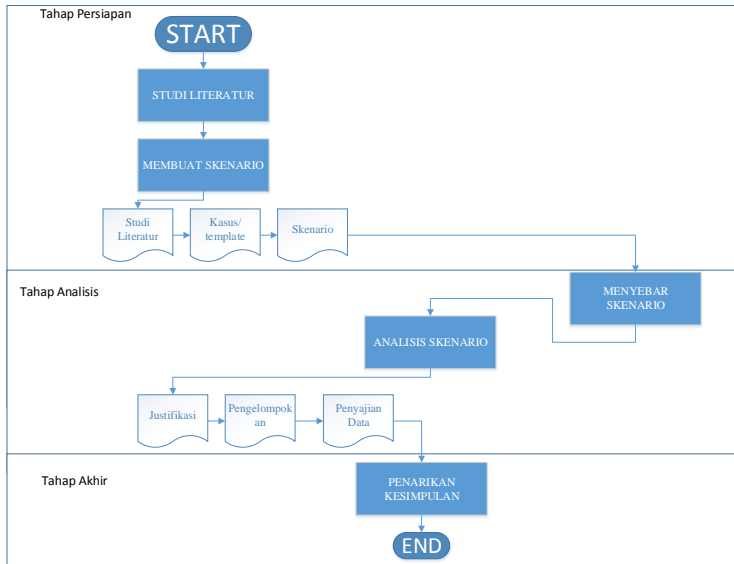 Tahap Persiapan
START
STUDI LITERATUR
MEMBUAT SKENARIO
Studi
Literatur
Kasus/
template
Skenario
Tahap Analisis
MENYEBAR
SKENARIO
ANALISIS SKENARIO
Justifikasi
Pengelompok
an
Penyajian
Data
Tahap Akhir
PENARIKAN
KESIMPULAN
END